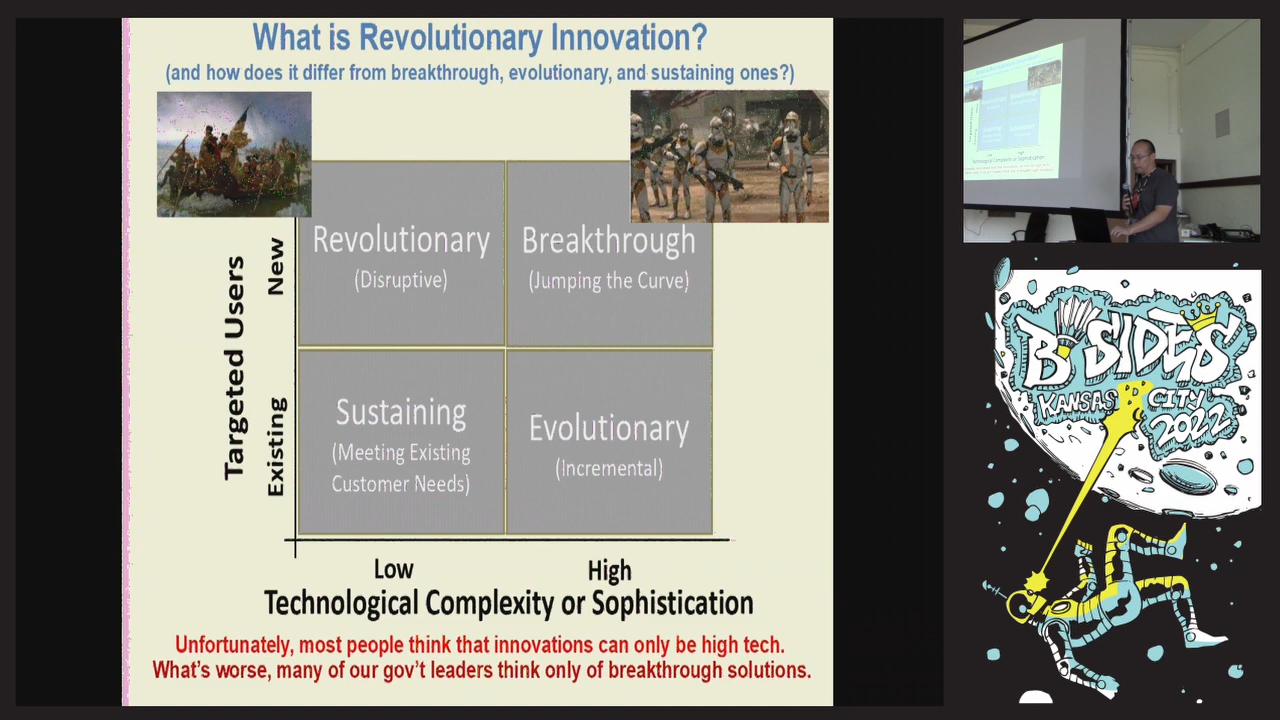 What is Revolutionary Innovation?
(and how does it differ from breakthrough, evolutionary, and sustaining ones?)
Targeted Users
New
Existing
Revolutionary
(Disruptive)
Breakthrough
(Jumping the Curve)
Sustaining
(Meeting Existing
Customer Needs)
Evolutionary
(Incremental)
Low
High
Technological Complexity or Sophistication
Unfortunately, most people think that innovations can only be high tech.
What's worse, many of our gov't leaders think only of breakthrough solutions.
B SIDES
KANSAS CITY
2022